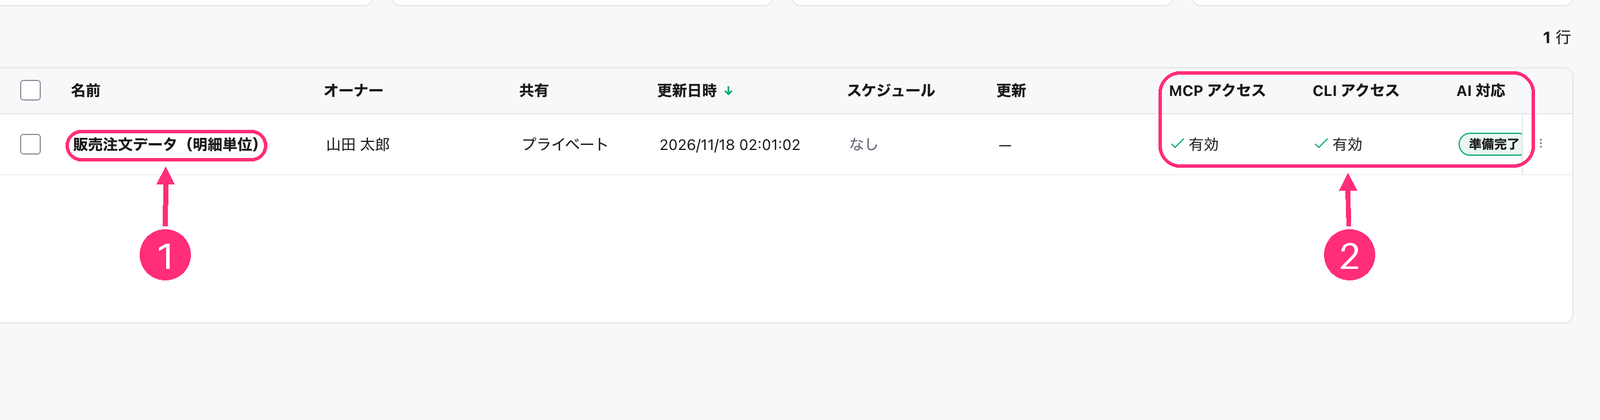 1 行
名前 オーナー 共有 更新日時 ↓ スケジュール 更新 MCP アクセス CLI アクセス AI 対応
販売注文データ（明細単位） 山田 太郎 プライベート 2026/11/18 02:01:02 なし — 有効 有効 準備完了
1 2